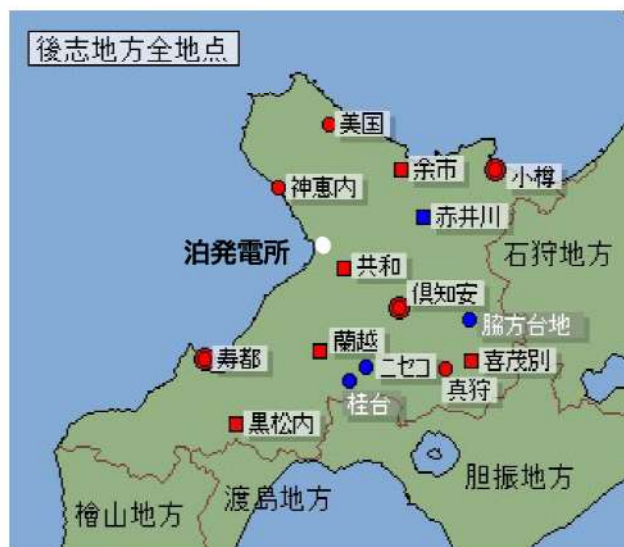 後志地方全地点
美国
余市
小樽
神恵内
赤井川
泊発電所
石狩地方
共和
倶知安
脇方台地
蘭越
寿都
ニセコ
喜茂別
真狩
桂台
黒松内
胆振地方
渡島地方
檜山地方